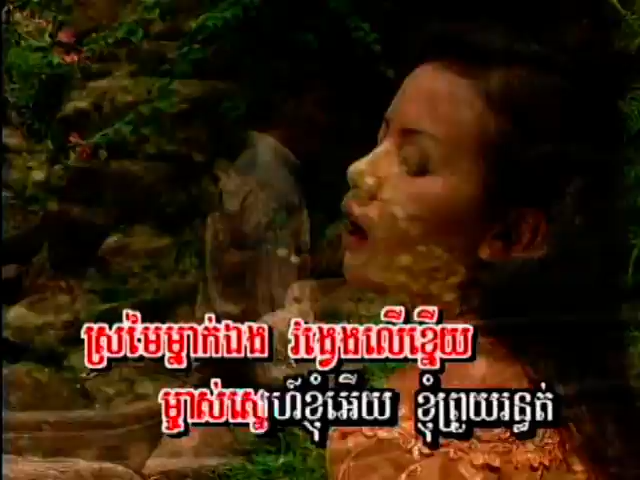 ស្រមៃម្នាក់ឯង វង្វេងលើខ្នើយ
ម្ចាស់ស្នេហ៍ខ្ញុំអើយ ខ្ញុំព្រួយរន្ធត់